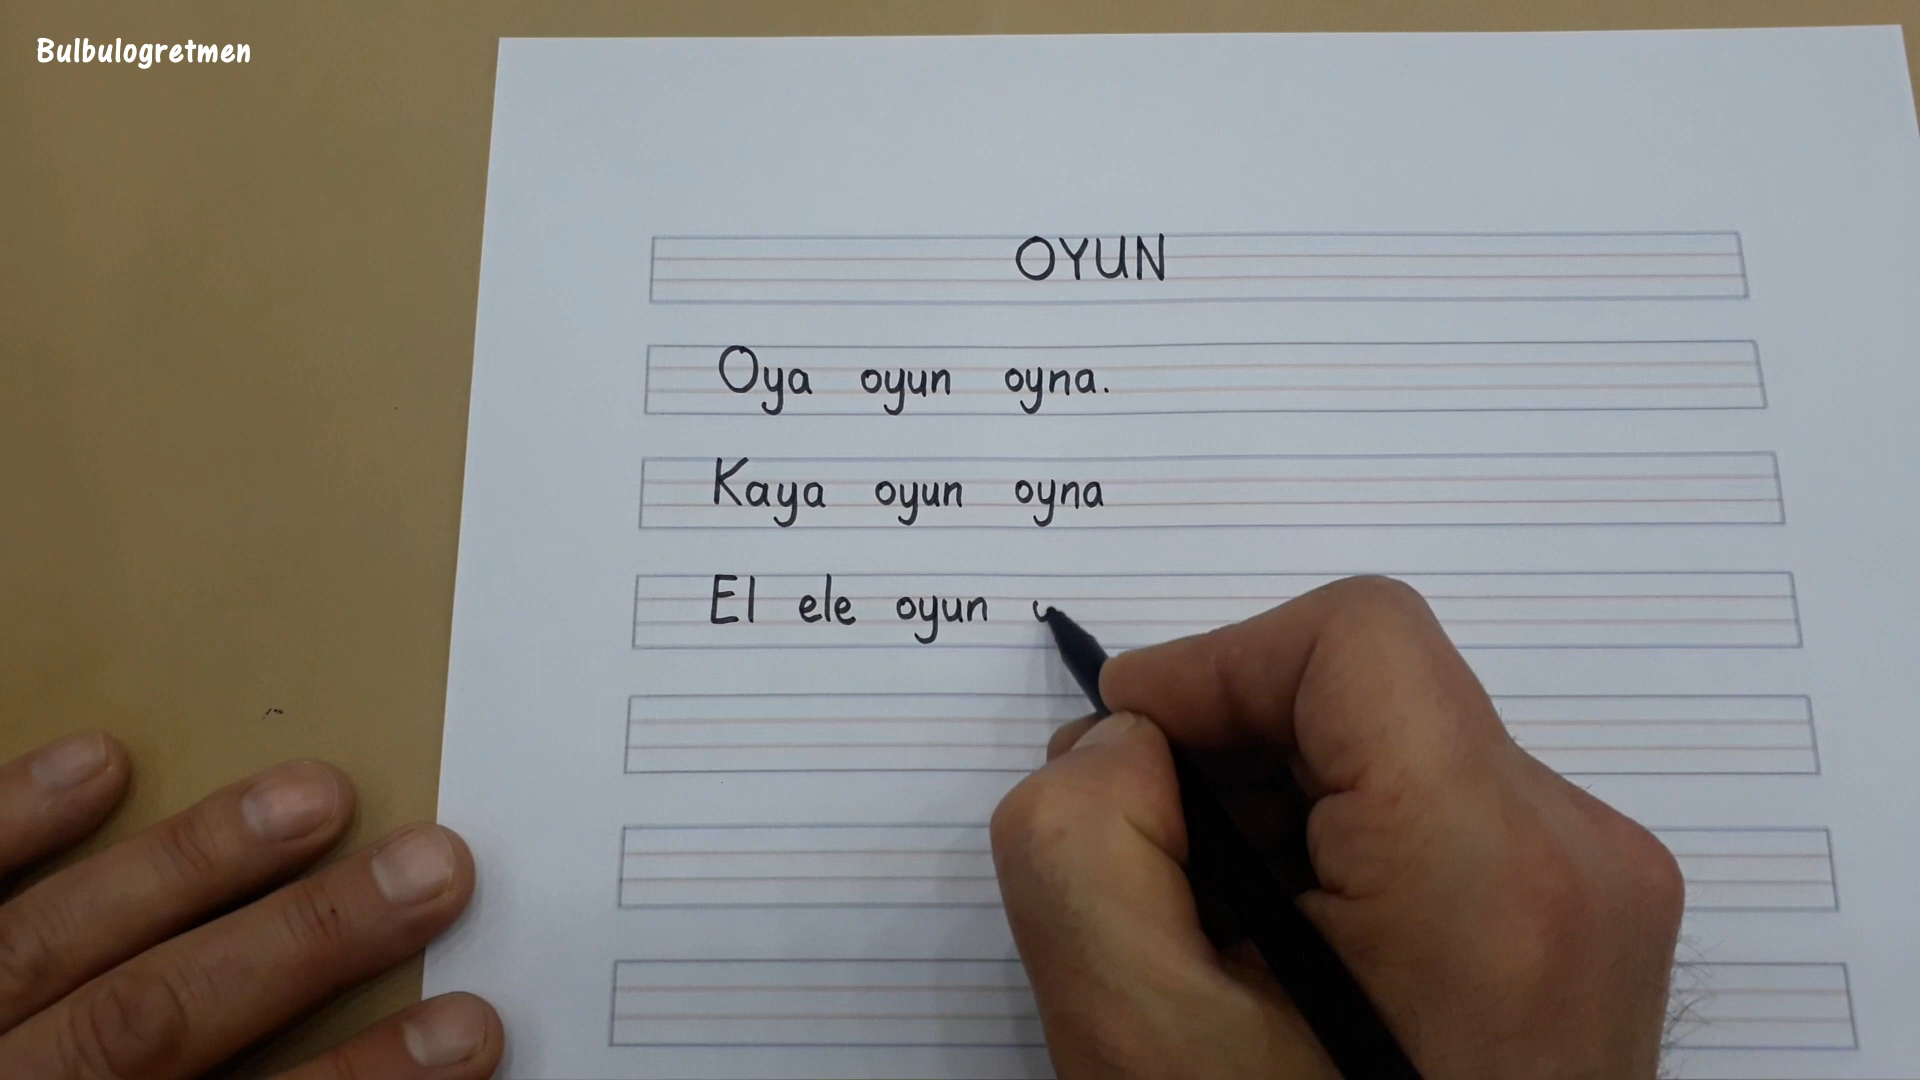 Bulbulogretmen
OYUN
Oya oyun oyna.
Kaya oyun oyna
El ele oyun